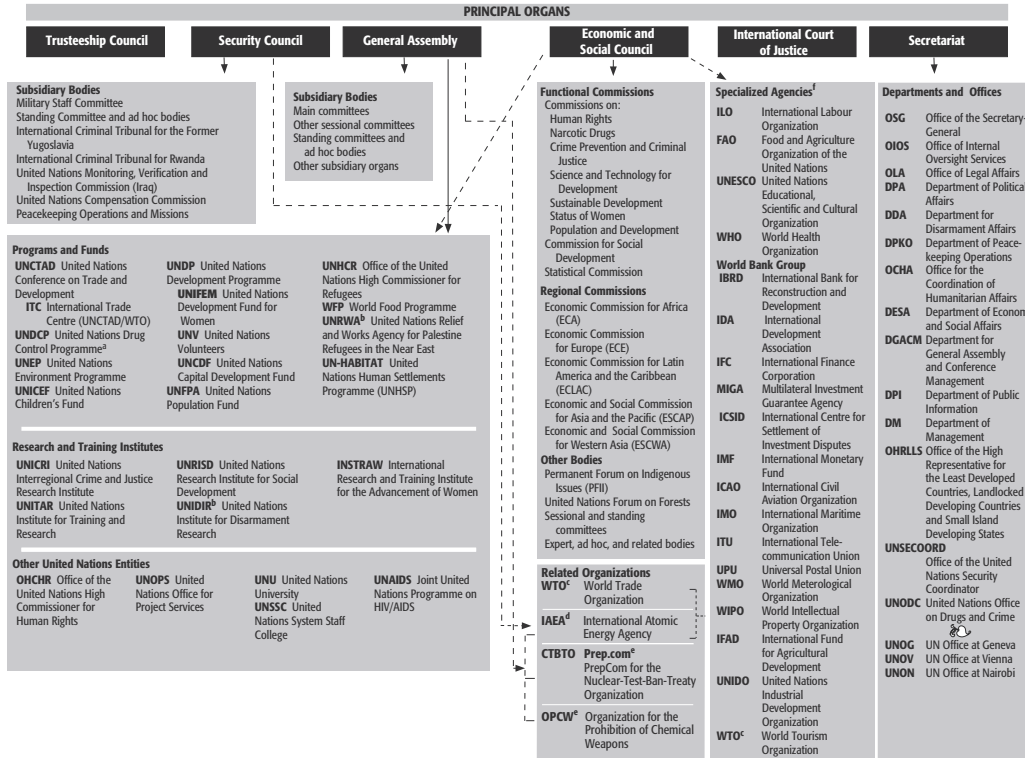 PRINCIPAL ORGANS
Trusteeship Council
Security Council
General Assembly
Economic and
Social Council
International Court
of Justice
Secretariat
Subsidiary Bodies
Military Staff Committee
Standing Committee and ad hoc bodies
International Criminal Tribunal for the Former
Yugoslavia
International Criminal Tribunal for Rwanda
United Nations Monitoring, Verification and
Inspection Commission (Iraq)
United Nations Compensation Commission
Peacekeeping Operations and Missions
Subsidiary Bodies
Main committees
Other sessional committees
Standing committees and
ad hoc bodies
Other subsidiary organs
Programs and Funds
UNCTAD United Nations
Conference on Trade and
Development
ITC International Trade
Centre (UNCTAD/WTO)
UNDCP United Nations Drug
Control Programmeᵃ
UNEP United Nations
Environment Programme
UNICEF United Nations
Children's Fund
UNDP United Nations
Development Programme
UNIFEM United Nations
Development Fund for
Women
UNV United Nations
Volunteers
UNCDF United Nations
Capital Development Fund
UNFPA United Nations
Population Fund
UNHCR Office of the United
Nations High Commissioner for
Refugees
WFP World Food Programme
UNRWAᵇ United Nations Relief
and Works Agency for Palestine
Refugees in the Near East
UN-HABITAT United
Nations Human Settlements
Programme (UNHSP)
Research and Training Institutes
UNICRI United Nations
Interregional Crime and Justice
Research Institute
UNITAR United Nations
Institute for Training and
Research
UNRISD United Nations
Research Institute for Social
Development
UNIDIRᵇ United Nations
Institute for Disarmament
Research
INSTRAW International
Research and Training Institute
for the Advancement of Women
Other United Nations Entities
OHCHR Office of the
United Nations High
Commissioner for
Human Rights
UNOPS United
Nations Office for
Project Services
UNU United Nations
University
UNSSC United
Nations System Staff
College
UNAIDS Joint United
Nations Programme on
HIV/AIDS
Functional Commissions
Commissions on:
Human Rights
Narcotic Drugs
Crime Prevention and Criminal
Justice
Science and Technology for
Development
Sustainable Development
Status of Women
Population and Development
Commission for Social
Development
Statistical Commission
Regional Commissions
Economic Commission for Africa
(ECA)
Economic Commission
for Europe (ECE)
Economic Commission for Latin
America and the Caribbean
(ECLAC)
Economic and Social Commission
for Asia and the Pacific (ESCAP)
Economic and Social Commission
for Western Asia (ESCWA)
Other Bodies
Permanent Forum on Indigenous
Issues (PFII)
United Nations Forum on Forests
Sessional and standing
committees
Expert, ad hoc, and related bodies
Related Organizations
WTOᶜ World Trade
Organization
IAEAᵈ International Atomic
Energy Agency
CTBTO Prep.comᵉ
PrepCom for the
Nuclear-Test-Ban-Treaty
Organization
OPCWᵉ Organization for the
Prohibition of Chemical
Weapons
Specialized Agenciesᶠ
ILO International Labour
Organization
FAO Food and Agriculture
Organization of the
United Nations
UNESCO United Nations
Educational,
Scientific and Cultural
Organization
WHO World Health
Organization
World Bank Group
IBRD International Bank for
Reconstruction and
Development
IDA International
Development
Association
IFC International Finance
Corporation
MIGA Multilateral Investment
Guarantee Agency
ICSID International Centre for
Settlement of
Investment Disputes
IMF International Monetary
Fund
ICAO International Civil
Aviation Organization
IMO International Maritime
Organization
ITU International Tele-
communication Union
UPU Universal Postal Union
WMO World Meterological
Organization
WIPO World Intellectual
Property Organization
IFAD International Fund
for Agricultural
Development
UNIDO United Nations
Industrial
Development
Organization
WTOᶜ World Tourism
Organization
Departments and Offices
OSG Office of the Secretary-
General
OIOS Office of Internal
Oversight Services
OLA Office of Legal Affairs
DPA Department of Political
Affairs
DDA Department for
Disarmament Affairs
DPKO Department of Peace-
keeping Operations
OCHA Office for the
Coordination of
Humanitarian Affairs
DESA Department of Econom
and Social Affairs
DGACM Department for
General Assembly
and Conference
Management
DPI Department of Public
Information
DM Department of
Management
OHRLLS Office of the High
Representative for
the Least Developed
Countries, Landlocked
Developing Countries
and Small Island
Developing States
UNSECOORD
Office of the United
Nations Security
Coordinator
UNODC United Nations Office
on Drugs and Crime
UNOG UN Office at Geneva
UNOV UN Office at Vienna
UNON UN Office at Nairobi